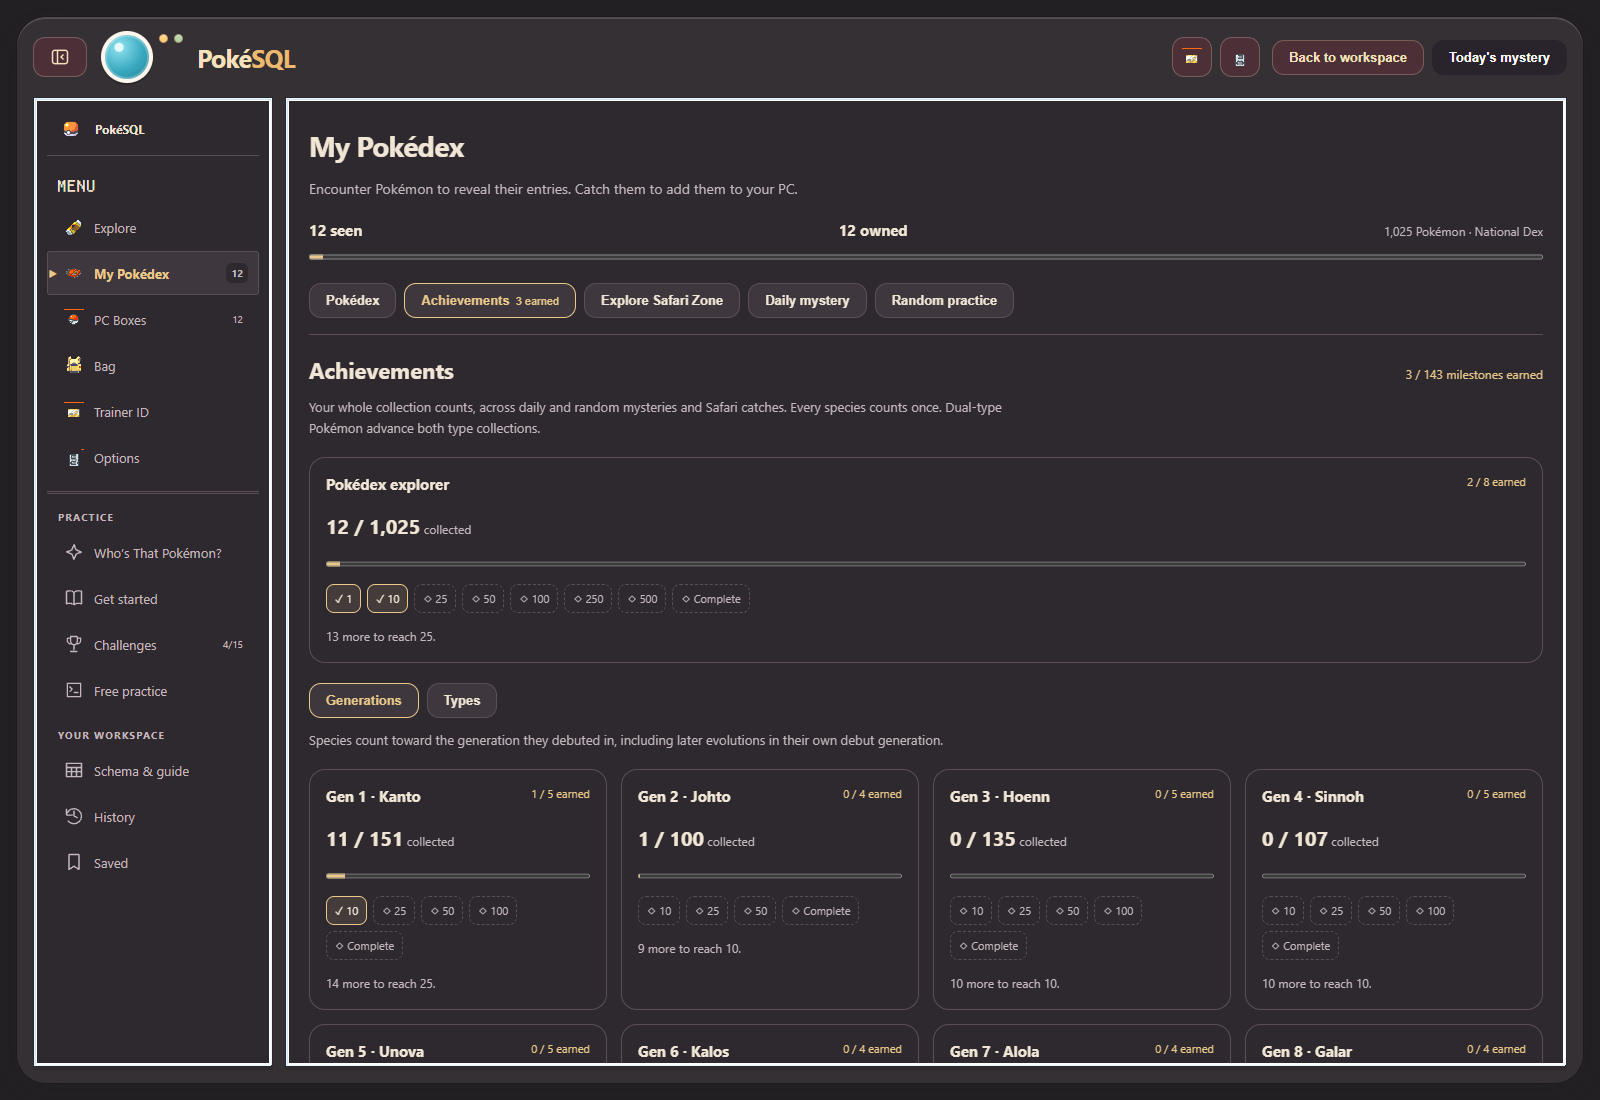 PokéSQL
Back to workspace
Today's mystery
PokéSQL
MENU
Explore
My Pokédex 12
PC Boxes 12
Bag
Trainer ID
Options
PRACTICE
Who's That Pokémon?
Get started
Challenges 4/15
Free practice
YOUR WORKSPACE
Schema & guide
History
Saved
My Pokédex
Encounter Pokémon to reveal their entries. Catch them to add them to your PC.
12 seen 12 owned 1,025 Pokémon · National Dex
Pokédex Achievements 3 earned Explore Safari Zone Daily mystery Random practice
Achievements 3 / 143 milestones earned
Your whole collection counts, across daily and random mysteries and Safari catches. Every species counts once. Dual-type
Pokémon advance both type collections.
Pokédex explorer 2 / 8 earned
12 / 1,025 collected
✓ 1 ✓ 10 ◇ 25 ◇ 50 ◇ 100 ◇ 250 ◇ 500 ◇ Complete
13 more to reach 25.
Generations Types
Species count toward the generation they debuted in, including later evolutions in their own debut generation.
Gen 1 · Kanto 1 / 5 earned
11 / 151 collected
✓ 10 ◇ 25 ◇ 50 ◇ 100
◇ Complete
14 more to reach 25.
Gen 2 · Johto 0 / 4 earned
1 / 100 collected
◇ 10 ◇ 25 ◇ 50 ◇ Complete
9 more to reach 10.
Gen 3 · Hoenn 0 / 5 earned
0 / 135 collected
◇ 10 ◇ 25 ◇ 50 ◇ 100
◇ Complete
10 more to reach 10.
Gen 4 · Sinnoh 0 / 5 earned
0 / 107 collected
◇ 10 ◇ 25 ◇ 50 ◇ 100
◇ Complete
10 more to reach 10.
Gen 5 · Unova 0 / 5 earned
Gen 6 · Kalos 0 / 4 earned
Gen 7 · Alola 0 / 4 earned
Gen 8 · Galar 0 / 4 earned